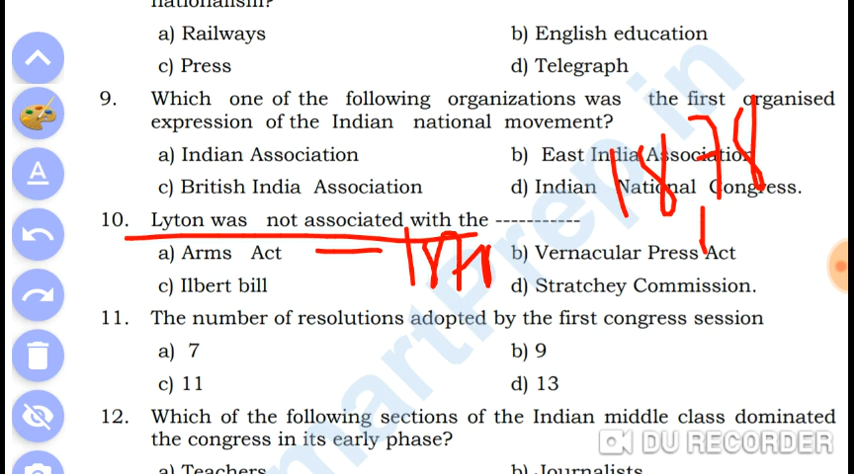 nationalism?
a) Railways b) English education
c) Press d) Telegraph
9. Which one of the following organizations was the first organised
expression of the Indian national movement?
a) Indian Association b) East India Association
c) British India Association d) Indian National Congress.
1878
10. Lyton was not associated with the -----------
a) Arms Act b) Vernacular Press Act
1878
c) Ilbert bill d) Stratchey Commission.
11. The number of resolutions adopted by the first congress session
a) 7 b) 9
c) 11 d) 13
12. Which of the following sections of the Indian middle class dominated
the congress in its early phase?
DU RECORDER
a) Teachers b) Journalists
martPrep.in
A